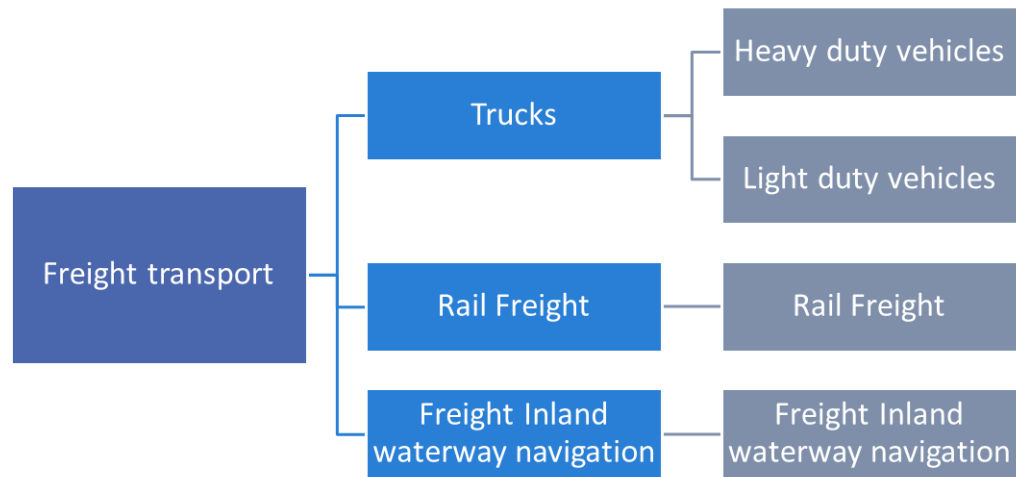 Freight transport
Trucks
Heavy duty vehicles
Light duty vehicles
Rail Freight
Rail Freight
Freight Inland
waterway navigation
Freight Inland
waterway navigation